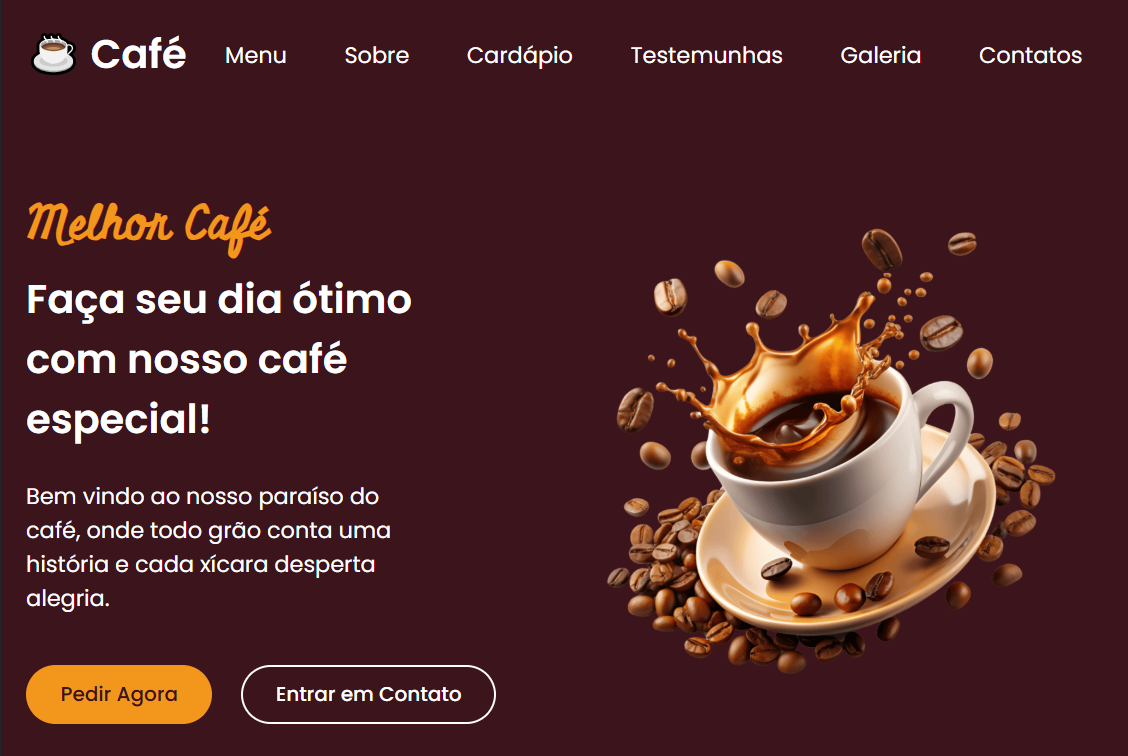 Café Menu Sobre Cardápio Testemunhas Galeria Contatos
Melhor Café
Faça seu dia ótimo
com nosso café
especial!
Bem vindo ao nosso paraíso do
café, onde todo grão conta uma
história e cada xícara desperta
alegria.
Pedir Agora Entrar em Contato